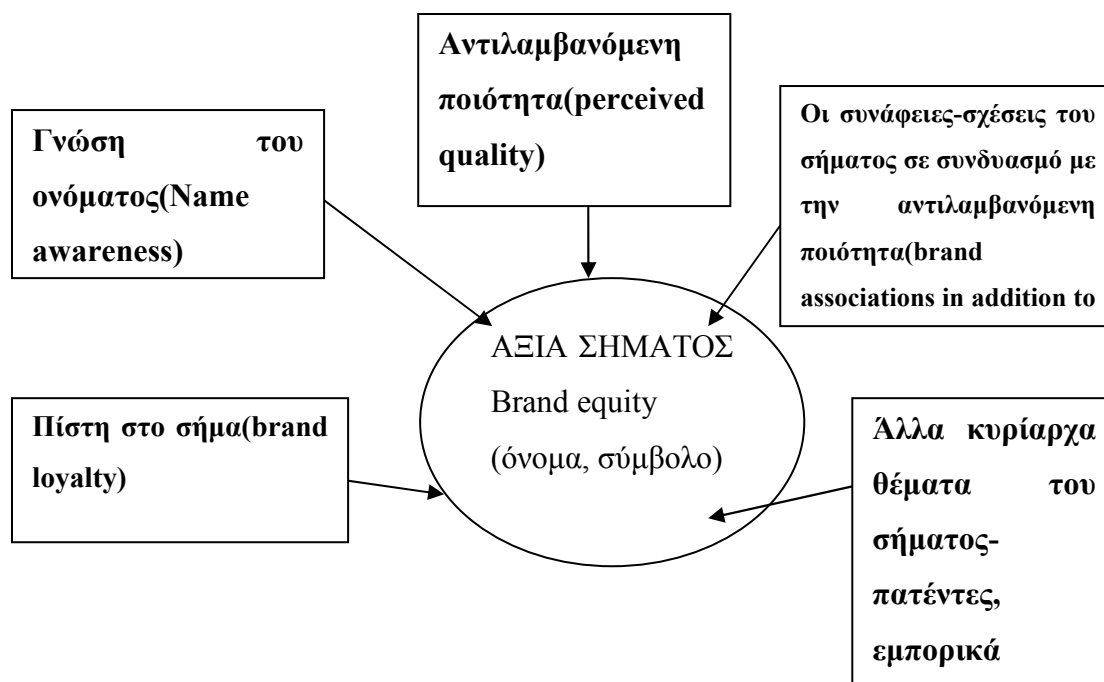 Αντιλαμβανόμενη
ποιότητα(perceived
quality)
Γνώση του
ονόματος(Name
awareness)
Οι συνάφειες-σχέσεις του
σήματος σε συνδυασμό με
την αντιλαμβανόμενη
ποιότητα(brand
associations in addition to
ΑΞΙΑ ΣΗΜΑΤΟΣ
Brand equity
(όνομα, σύμβολο)
Πίστη στο σήμα(brand
loyalty)
Άλλα κυρίαρχα
θέματα του
σήματος-
πατέντες,
εμπορικά